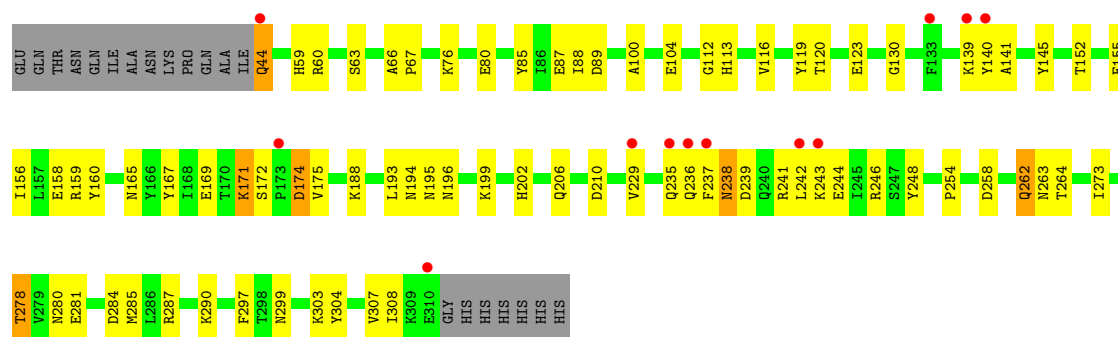 GLU GLN THR ASN GLN ILE ALA ASN LYS PRO GLN ALA ILE Q44 H59 R60 S63 A66 P67 K76 E80 Y85 I86 E87 I88 D89 A100 E104 G112 H113 V116 Y119 T120 E123 G130 F133 K139 Y140 A141 Y145 T152 E155
I156 L157 E158 R159 Y160 N165 Y166 Y167 I168 E169 T170 K171 S172 P173 D174 V175 K188 L193 N194 N195 N196 K199 H202 Q206 D210 V229 Q235 Q236 F237 N238 D239 Q240 R241 L242 K243 E244 I245 R246 S247 Y248 P254 D258 Q262 N263 T264 I273
T278 V279 N280 E281 D284 M285 L286 R287 K290 F297 T298 N299 K303 Y304 V307 I308 K309 E310 GLY HIS HIS HIS HIS HIS HIS